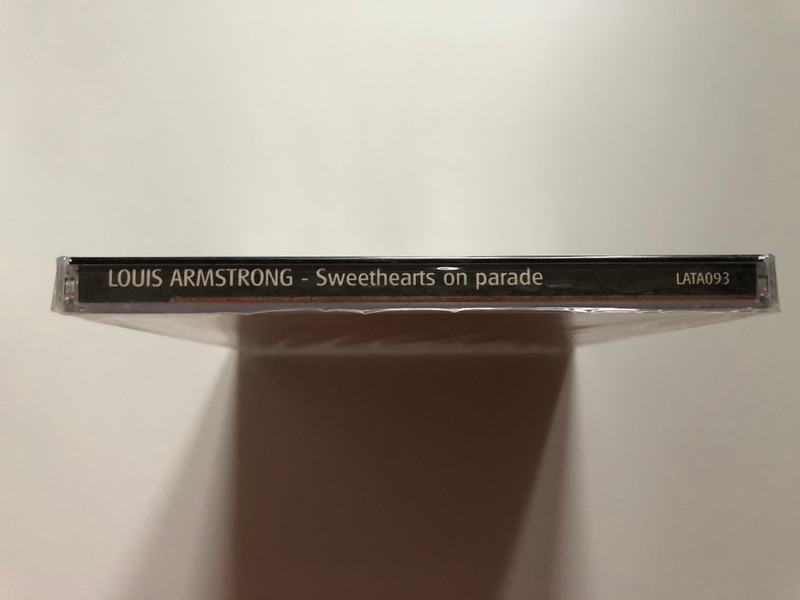 LOUIS ARMSTRONG - Sweethearts on parade LATA093